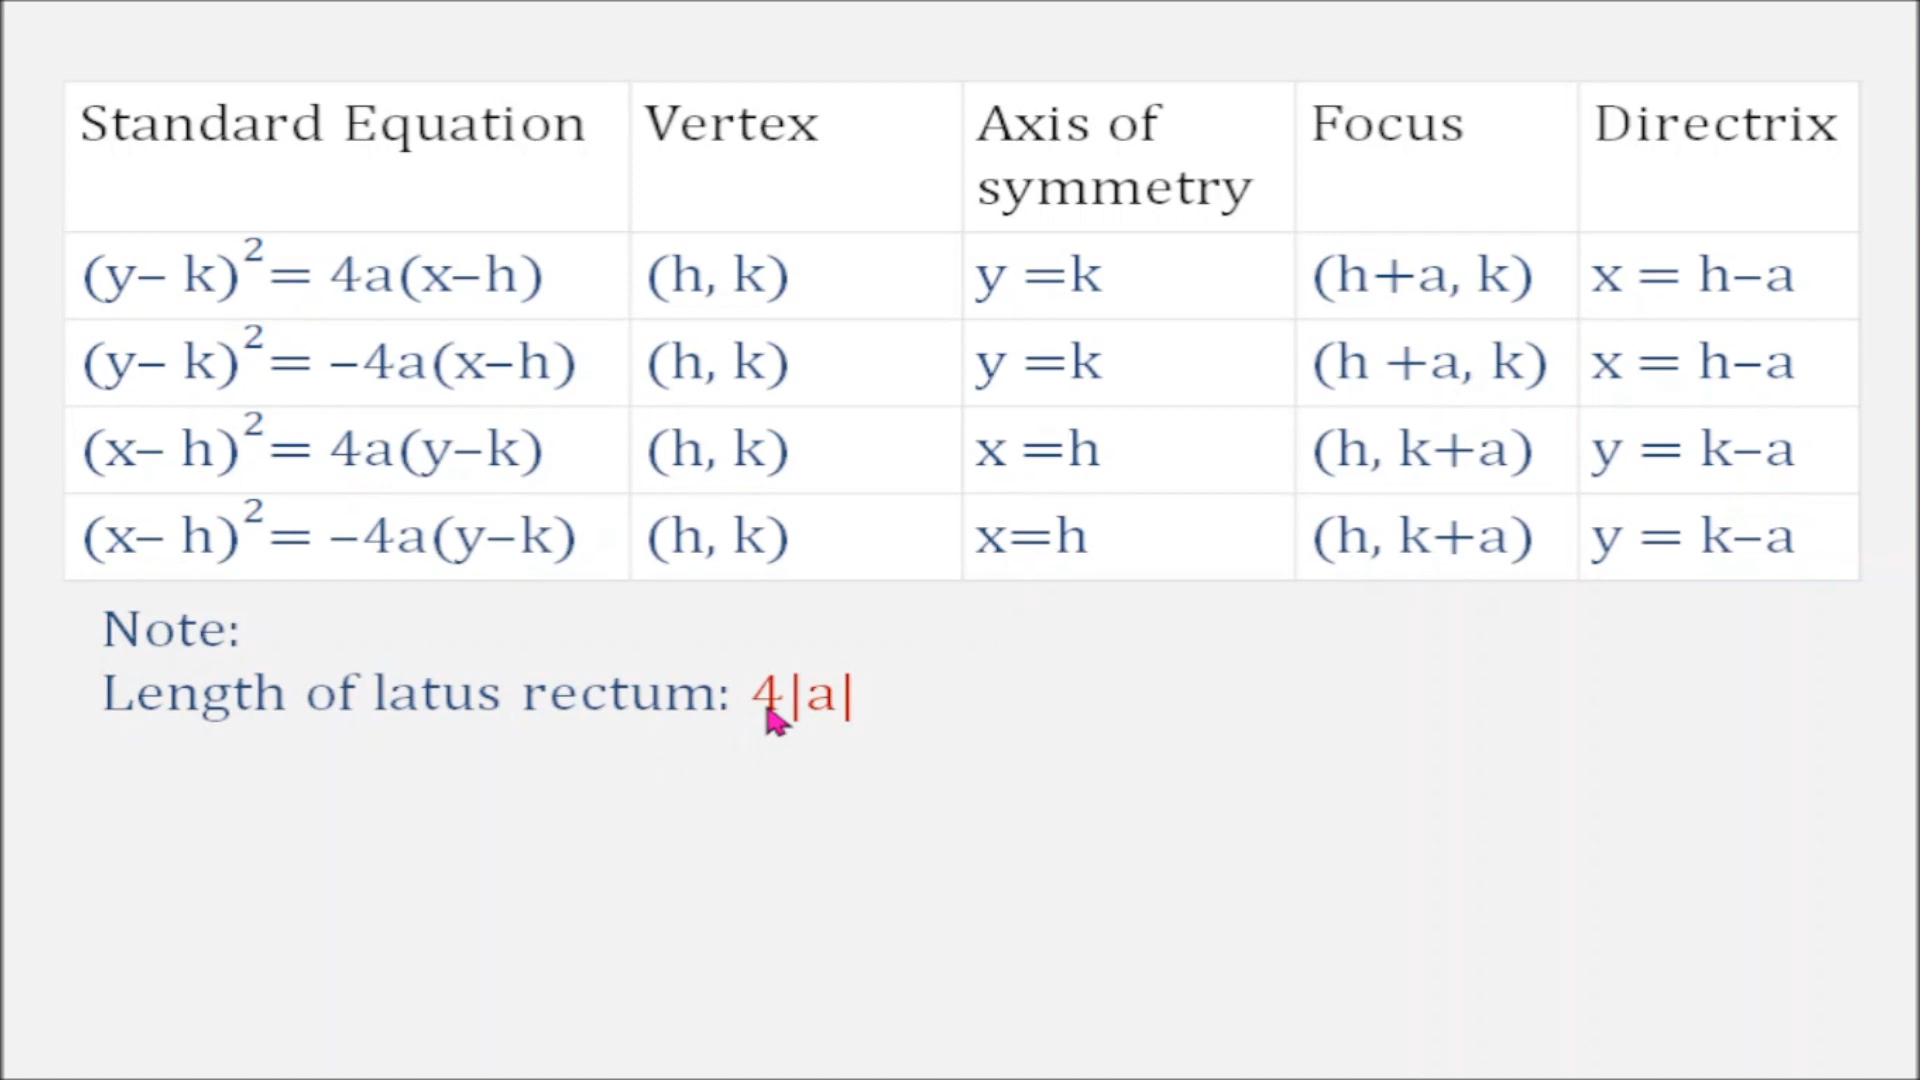 Standard Equation Vertex Axis of symmetry Focus Directrix
(y– k)²= 4a(x–h) (h, k) y =k (h+a, k) x = h–a
(y– k)²= –4a(x–h) (h, k) y =k (h +a, k) x = h–a
(x– h)²= 4a(y–k) (h, k) x =h (h, k+a) y = k–a
(x– h)²= –4a(y–k) (h, k) x=h (h, k+a) y = k–a
Note:
Length of latus rectum: 4|a|